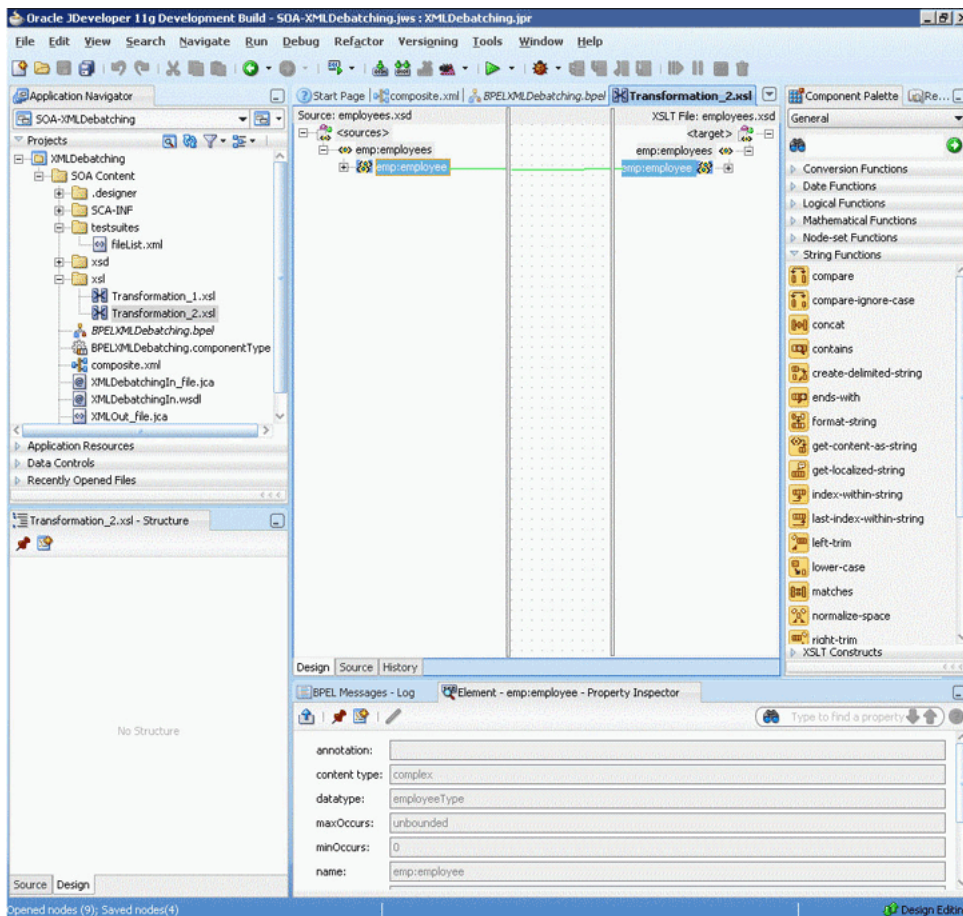 Oracle JDeveloper 11g Development Build - SOA-XMLDebatching.jws : XMLDebatching.jpr
File Edit View Search Navigate Run Debug Refactor Versioning Tools Window Help
Application Navigator
SOA-XMLDebatching
Projects
XMLDebatching
SOA Content
.designer
SCA-INF
testsuites
fileList.xml
xsd
xsl
Transformation_1.xsl
Transformation_2.xsl
BPELXMLDebatching.bpel
BPELXMLDebatching.componentType
composite.xml
XMLDebatchingIn_file.jca
XMLDebatchingIn.wsdl
XMLOut_file.jca
Application Resources
Data Controls
Recently Opened Files
Transformation_2.xsl - Structure
No Structure
Source Design
Start Page composite.xml BPELXMLDebatching.bpel Transformation_2.xsl
Source: employees.xsd XSLT File: employees.xsd
<sources> <target>
emp:employees emp:employees
emp:employee emp:employee
Design Source History
BPEL Messages - Log Element - emp:employee - Property Inspector
Type to find a property
annotation:
content type: complex
datatype: employeeType
maxOccurs: unbounded
minOccurs: 0
name: emp:employee
Component Palette Re...
General
Conversion Functions
Date Functions
Logical Functions
Mathematical Functions
Node-set Functions
String Functions
compare
compare-ignore-case
concat
contains
create-delimited-string
ends-with
format-string
get-content-as-string
get-localized-string
index-within-string
last-index-within-string
left-trim
lower-case
matches
normalize-space
right-trim
XSLT Constructs
Opened nodes (9); Saved nodes(4) Design Editin